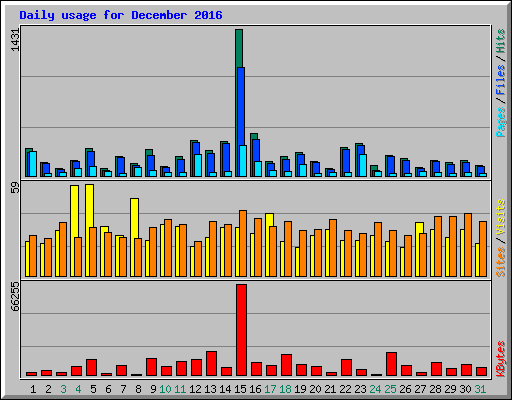 Daily usage for December 2016
1431
Pages / Files / Hits
59
Sites / Visits
66255
KBytes
1 2 3 4 5 6 7 8 9 10 11 12 13 14 15 16 17 18 19 20 21 22 23 24 25 26 27 28 29 30 31